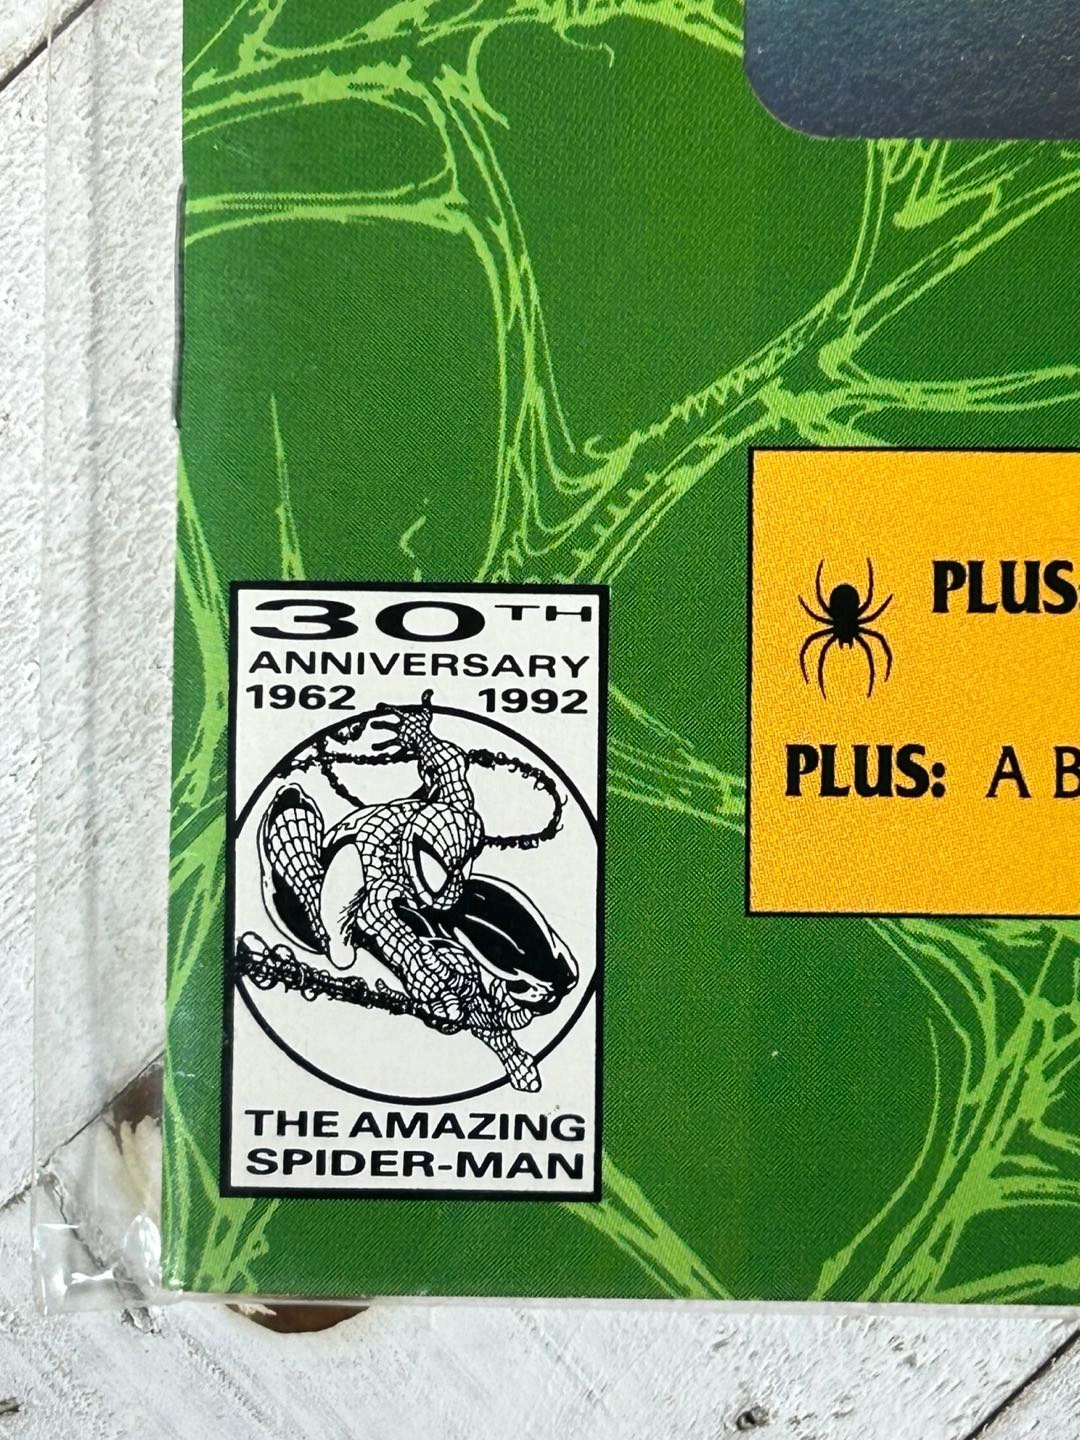 30TH
ANNIVERSARY
1962 1992
THE AMAZING
SPIDER-MAN
PLUS:
PLUS: A B